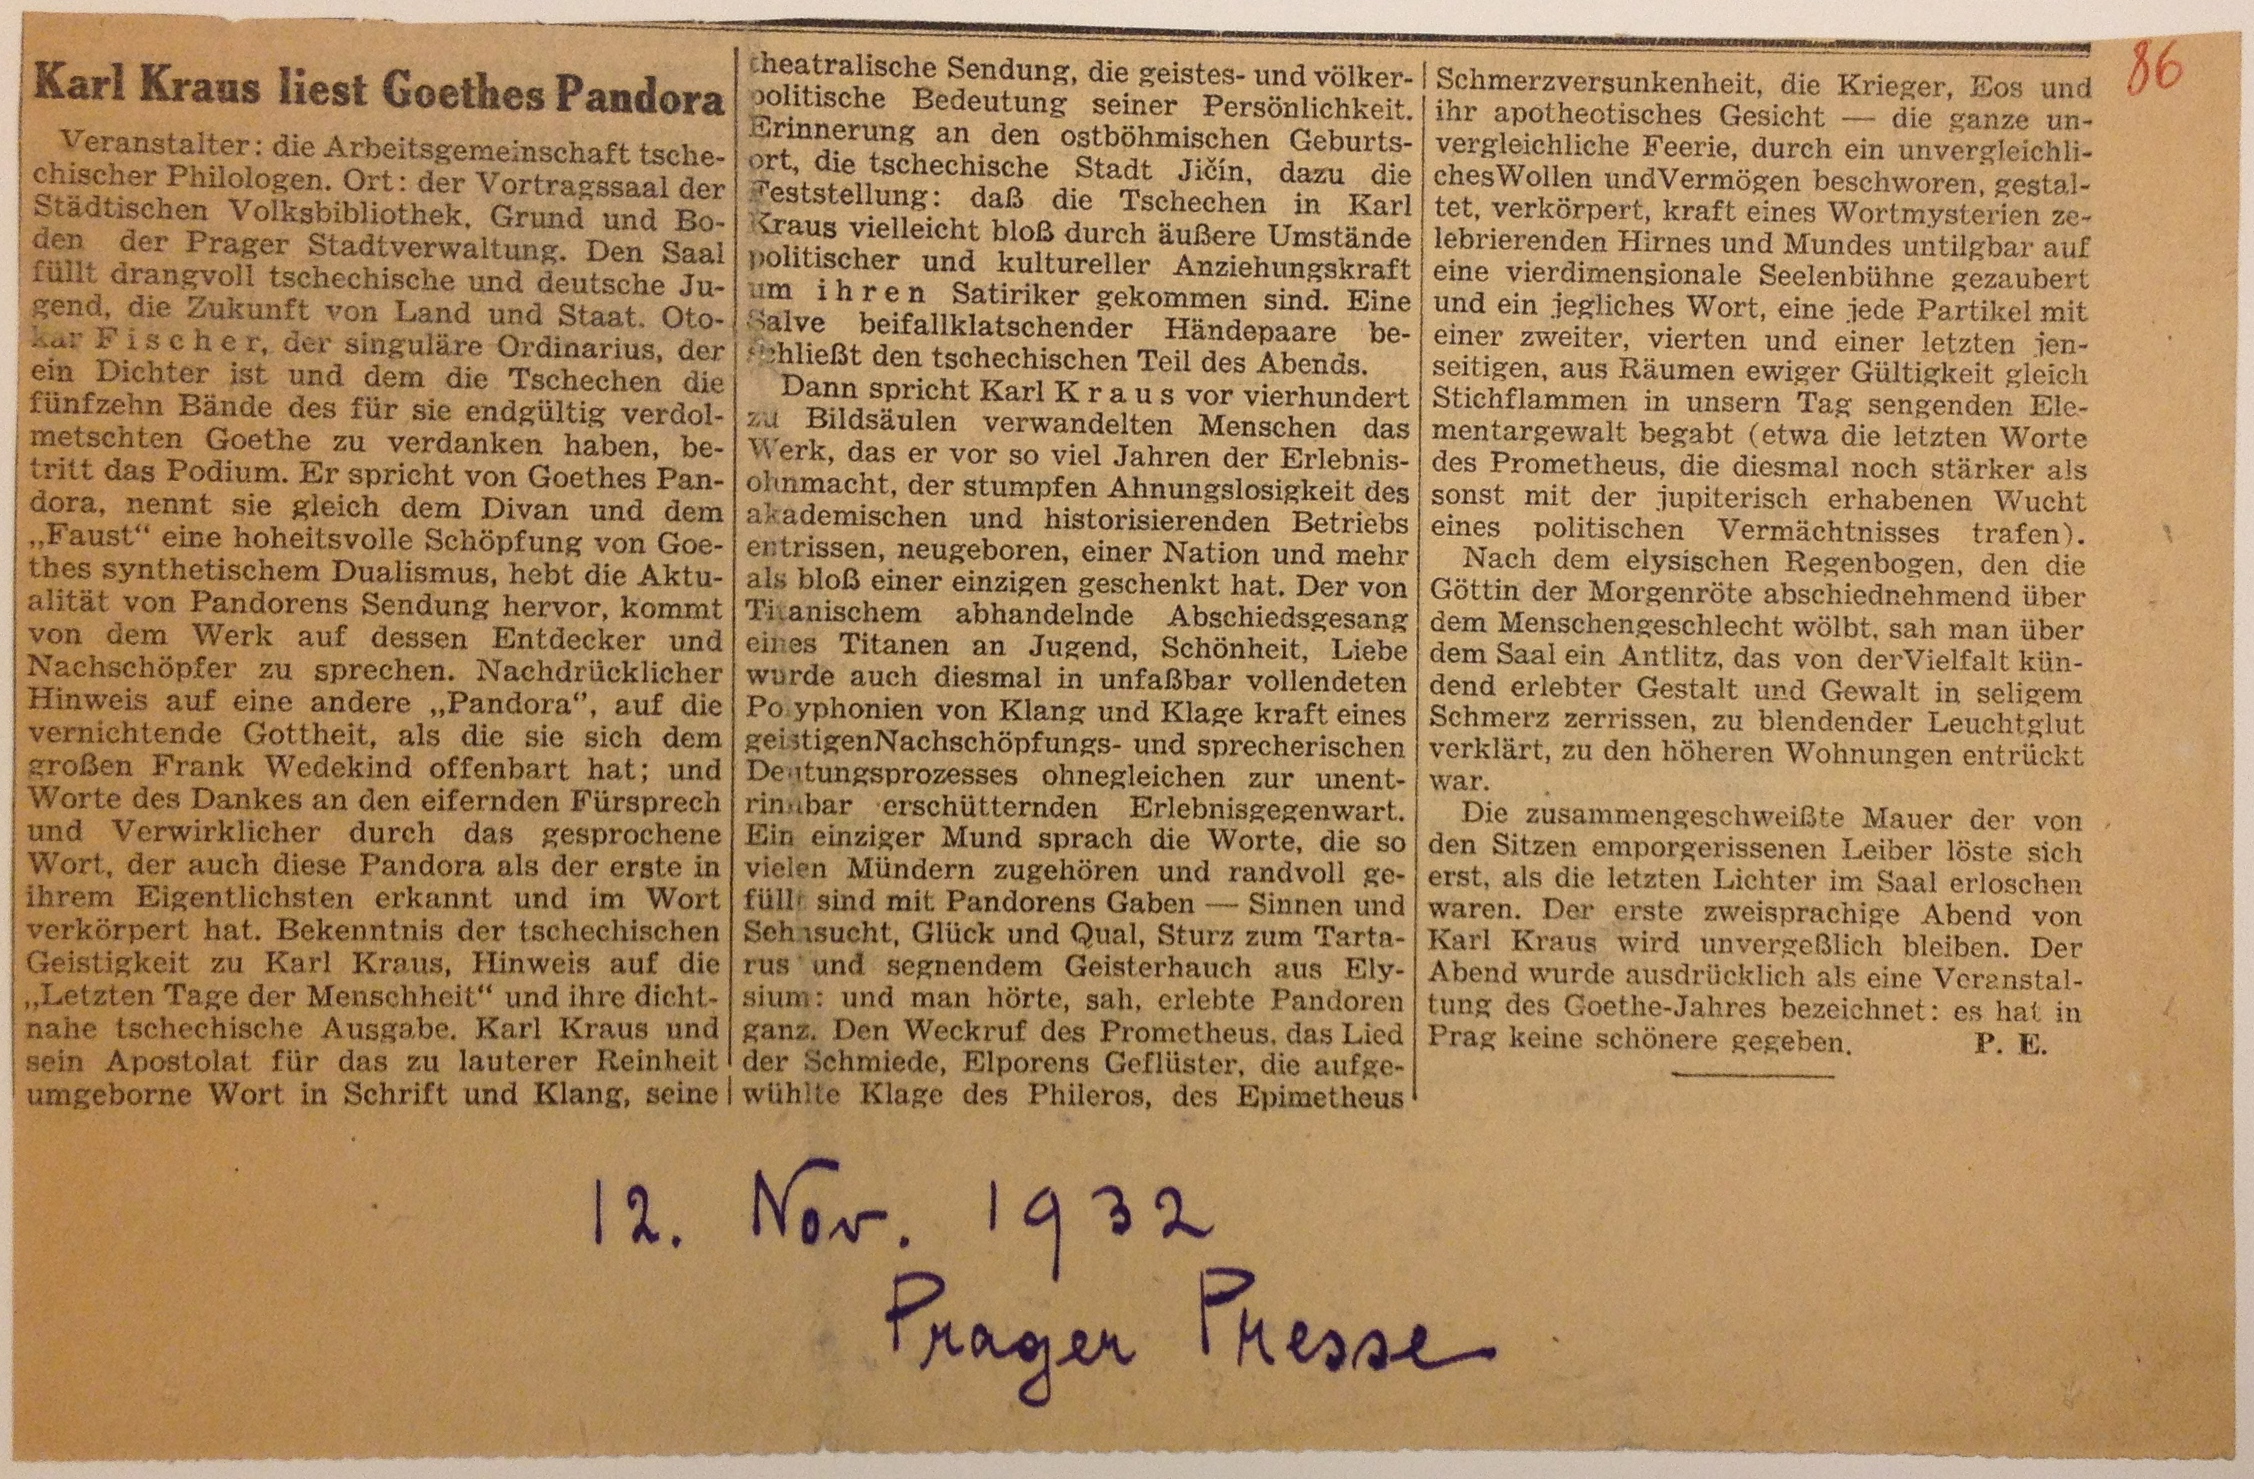 Karl Kraus liest Goethes Pandora
Veranstalter: die Arbeitsgemeinschaft tsche-
chischer Philologen. Ort: der Vortragssaal der
Städtischen Volksbibliothek, Grund und Bo-
den der Prager Stadtverwaltung. Den Saal
füllt drangvoll tschechische und deutsche Ju-
gend, die Zukunft von Land und Staat. Oto-
kar Fischer, der singuläre Ordinarius, der
ein Dichter ist und dem die Tschechen die
fünfzehn Bände des für sie endgültig verdol-
metschten Goethe zu verdanken haben, be-
tritt das Podium. Er spricht von Goethes Pan-
dora, nennt sie gleich dem Divan und dem
„Faust“ eine hoheitsvolle Schöpfung von Goe-
thes synthetischem Dualismus, hebt die Aktu-
alität von Pandorens Sendung hervor, kommt
von dem Werk auf dessen Entdecker und
Nachschöpfer zu sprechen. Nachdrücklicher
Hinweis auf eine andere „Pandora“, auf die
vernichtende Gottheit, als die sie sich dem
großen Frank Wedekind offenbart hat; und
Worte des Dankes an den eifernden Fürsprech
und Verwirklicher durch das gesprochene
Wort, der auch diese Pandora als der erste in
ihrem Eigentlichsten erkannt und im Wort
verkörpert hat. Bekenntnis der tschechischen
Geistigkeit zu Karl Kraus, Hinweis auf die
„Letzten Tage der Menschheit“ und ihre dicht-
nahe tschechische Ausgabe. Karl Kraus und
sein Apostolat für das zu lauterer Reinheit
umgeborne Wort in Schrift und Klang, seine
theatralische Sendung, die geistes- und völker-
politische Bedeutung seiner Persönlichkeit.
Erinnerung an den ostböhmischen Geburts-
ort, die tschechische Stadt Jičín, dazu die
Feststellung: daß die Tschechen in Karl
Kraus vielleicht bloß durch äußere Umstände
politischer und kultureller Anziehungskraft
um ihren Satiriker gekommen sind. Eine
Salve beifallklatschender Händepaare be-
schließt den tschechischen Teil des Abends.
Dann spricht Karl Kraus vor vierhundert
zu Bildsäulen verwandelten Menschen das
Werk, das er vor so viel Jahren der Erlebnis-
ohnmacht, der stumpfen Ahnungslosigkeit des
akademischen und historisierenden Betriebs
entrissen, neugeboren, einer Nation und mehr
als bloß einer einzigen geschenkt hat. Der von
Titanischem abhandelnde Abschiedsgesang
eines Titanen an Jugend, Schönheit, Liebe
wurde auch diesmal in unfaßbar vollendeten
Polyphonien von Klang und Klage kraft eines
geistigenNachschöpfungs- und sprecherischen
Deutungsprozesses ohnegleichen zur unent-
rinnbar erschütternden Erlebnisgegenwart.
Ein einziger Mund sprach die Worte, die so
vielen Mündern zugehören und randvoll ge-
füllt sind mit Pandorens Gaben — Sinnen und
Sehnsucht, Glück und Qual, Sturz zum Tarta-
rus und segnendem Geisterhauch aus Ely-
sium: und man hörte, sah, erlebte Pandoren
ganz. Den Weckruf des Prometheus, das Lied
der Schmiede, Elporens Geflüster, die aufge-
wühlte Klage des Phileros, des Epimetheus
Schmerzversunkenheit, die Krieger, Eos und
ihr apotheotisches Gesicht — die ganze un-
vergleichliche Feerie, durch ein unvergleichli-
chesWollen undVermögen beschworen, gestal-
tet, verkörpert, kraft eines Wortmysterien ze-
lebrierenden Hirnes und Mundes untilgbar auf
eine vierdimensionale Seelenbühne gezaubert
und ein jegliches Wort, eine jede Partikel mit
einer zweiter, vierten und einer letzten jen-
seitigen, aus Räumen ewiger Gültigkeit gleich
Stichflammen in unsern Tag sengenden Ele-
mentargewalt begabt (etwa die letzten Worte
des Prometheus, die diesmal noch stärker als
sonst mit der jupiterisch erhabenen Wucht
eines politischen Vermächtnisses trafen).
Nach dem elysischen Regenbogen, den die
Göttin der Morgenröte abschiednehmend über
dem Menschengeschlecht wölbt, sah man über
dem Saal ein Antlitz, das von derVielfalt kün-
dend erlebter Gestalt und Gewalt in seligem
Schmerz zerrissen, zu blendender Leuchtglut
verklärt, zu den höheren Wohnungen entrückt
war.
Die zusammengeschweißte Mauer der von
den Sitzen emporgerissenen Leiber löste sich
erst, als die letzten Lichter im Saal erloschen
waren. Der erste zweisprachige Abend von
Karl Kraus wird unvergeßlich bleiben. Der
Abend wurde ausdrücklich als eine Veranstal-
tung des Goethe-Jahres bezeichnet: es hat in
Prag keine schönere gegeben. P. E.
86
12. Nov. 1932
Prager Presse